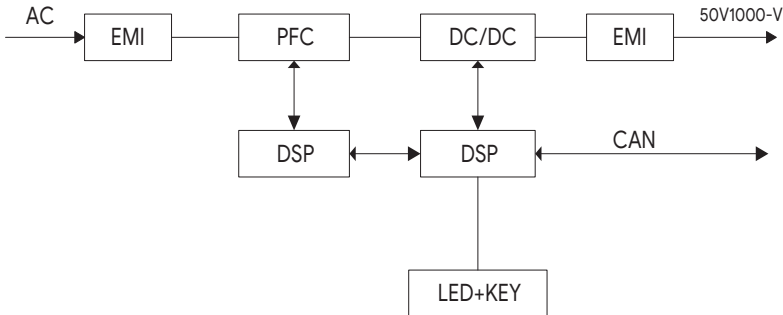 AC
50V1000-V
EMI
PFC
DC/DC
EMI
DSP
DSP
CAN
LED+KEY